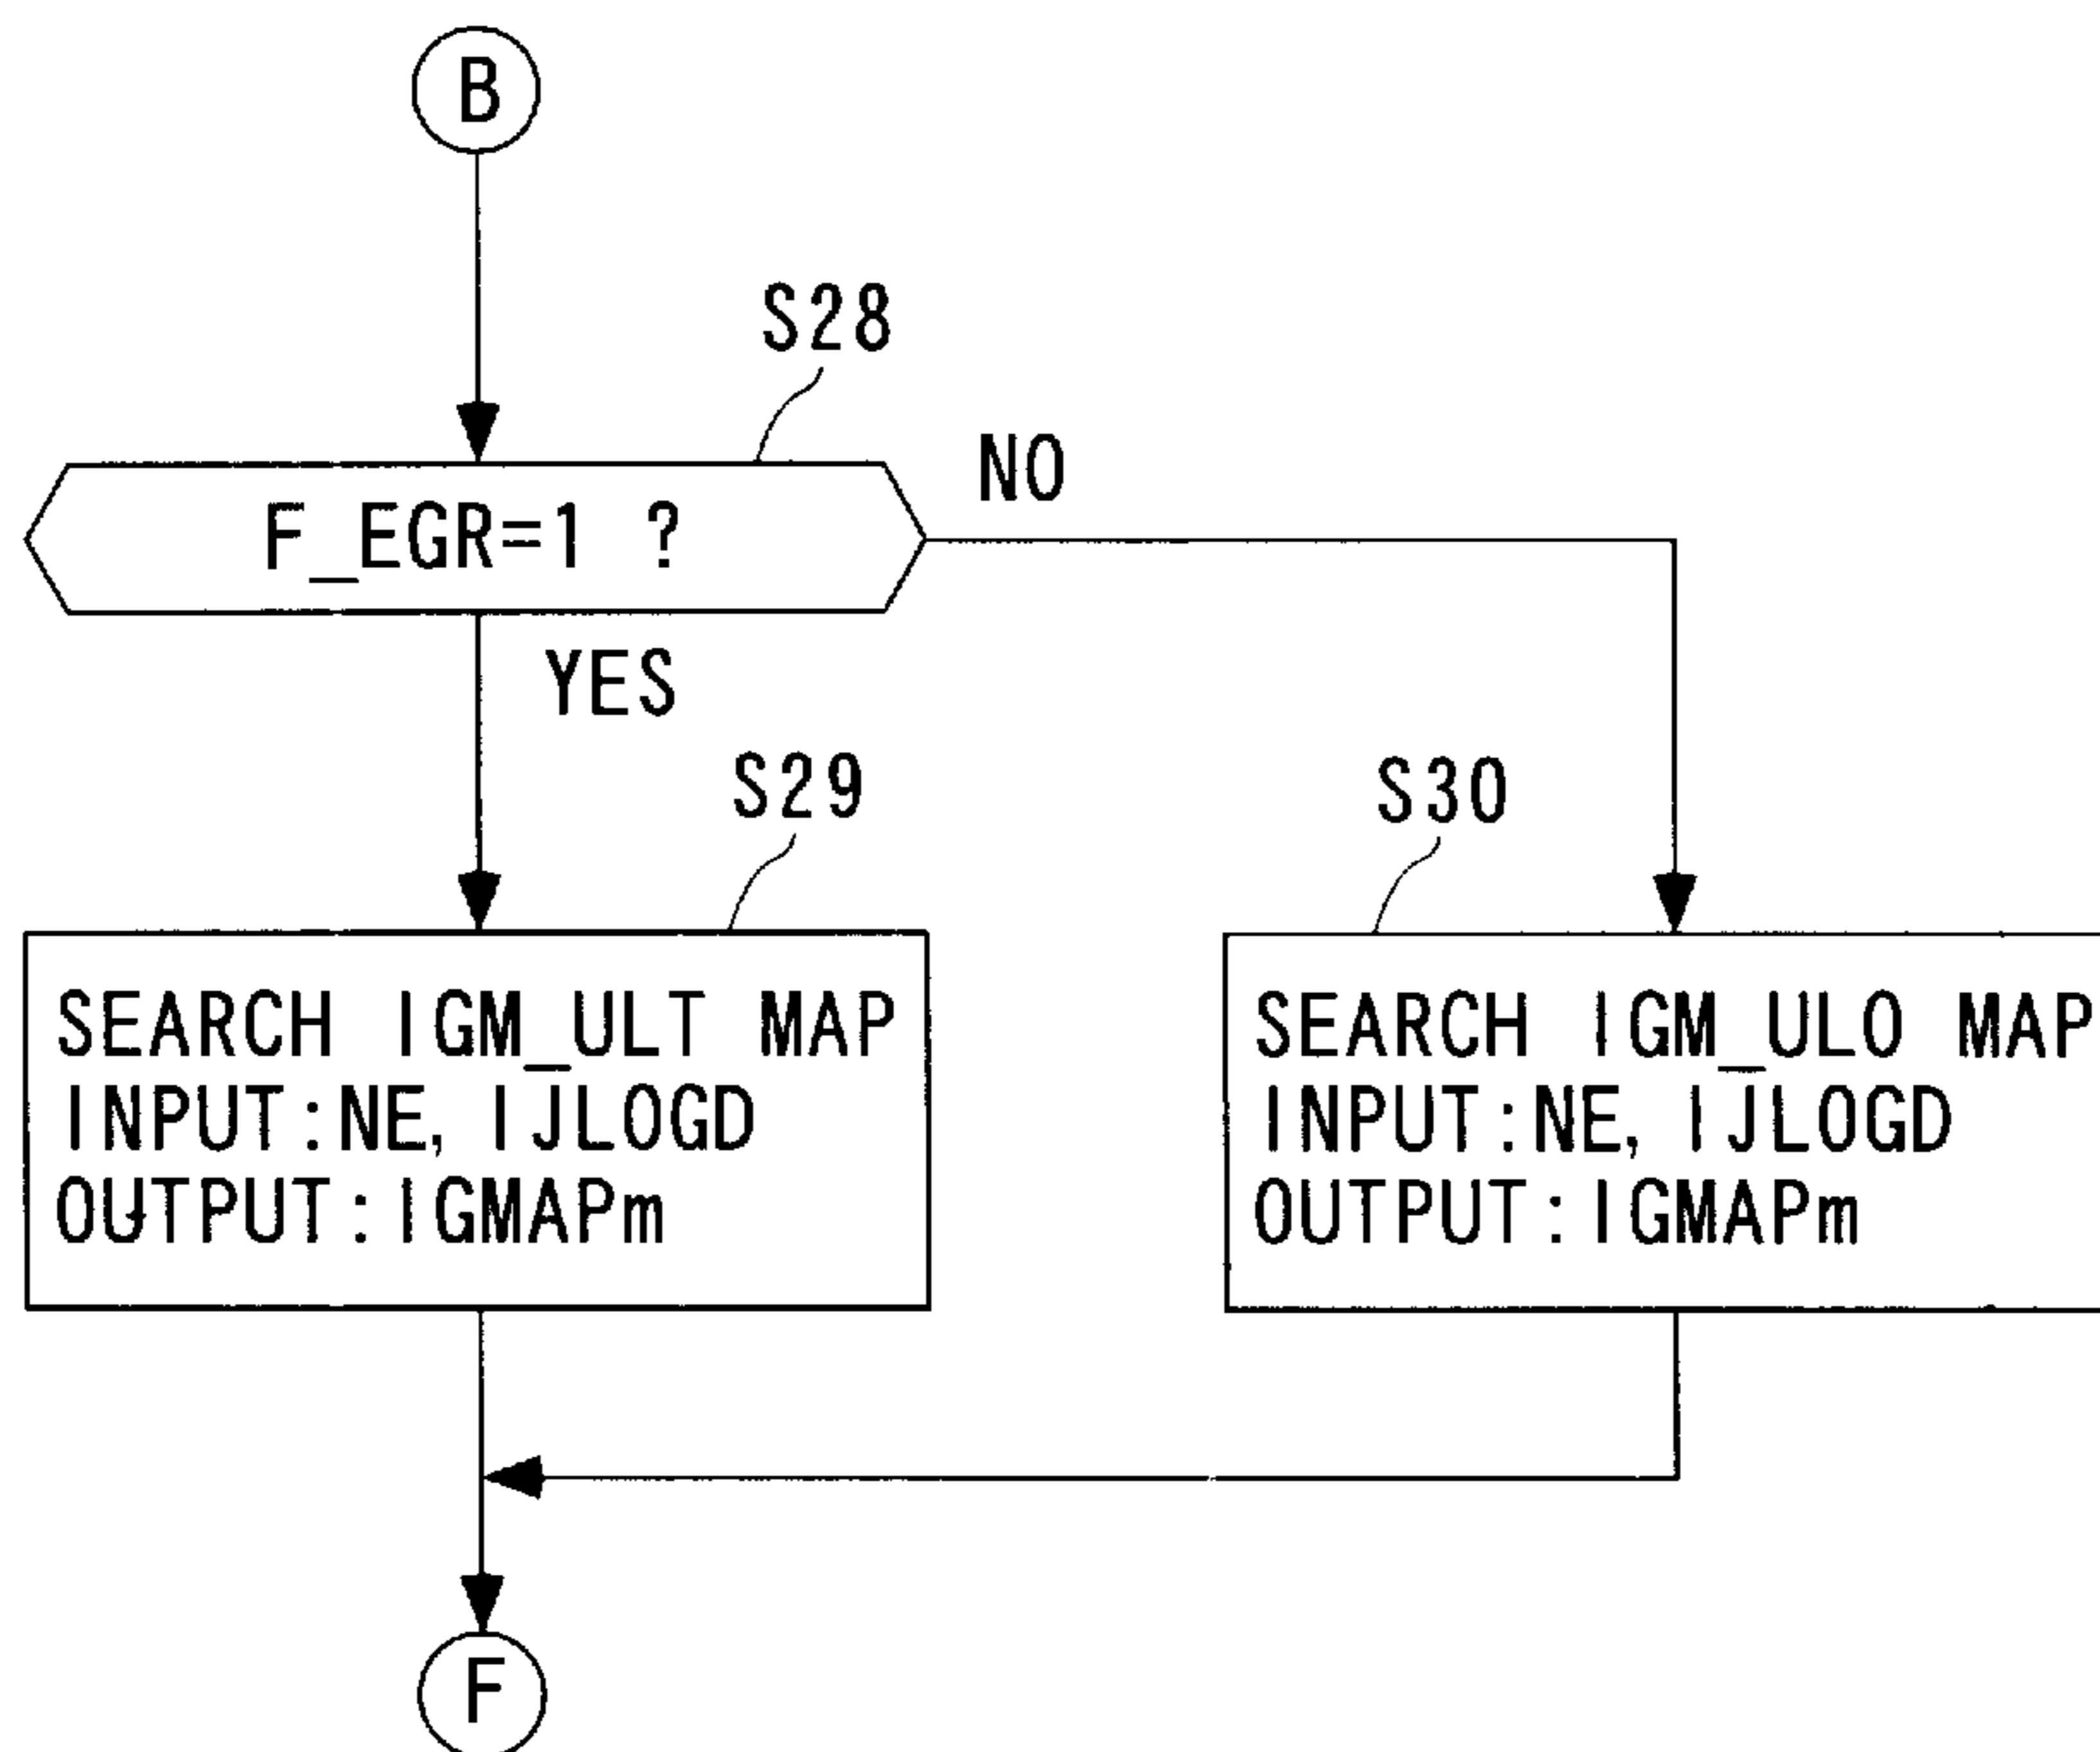 B
S28
F_EGR=1 ?
NO
YES
S29
SEARCH IGM_ULT MAP
INPUT:NE, IJLOGD
OUTPUT:IGMAPm
S30
SEARCH IGM_ULO MAP
INPUT:NE, IJLOGD
OUTPUT:IGMAPm
F